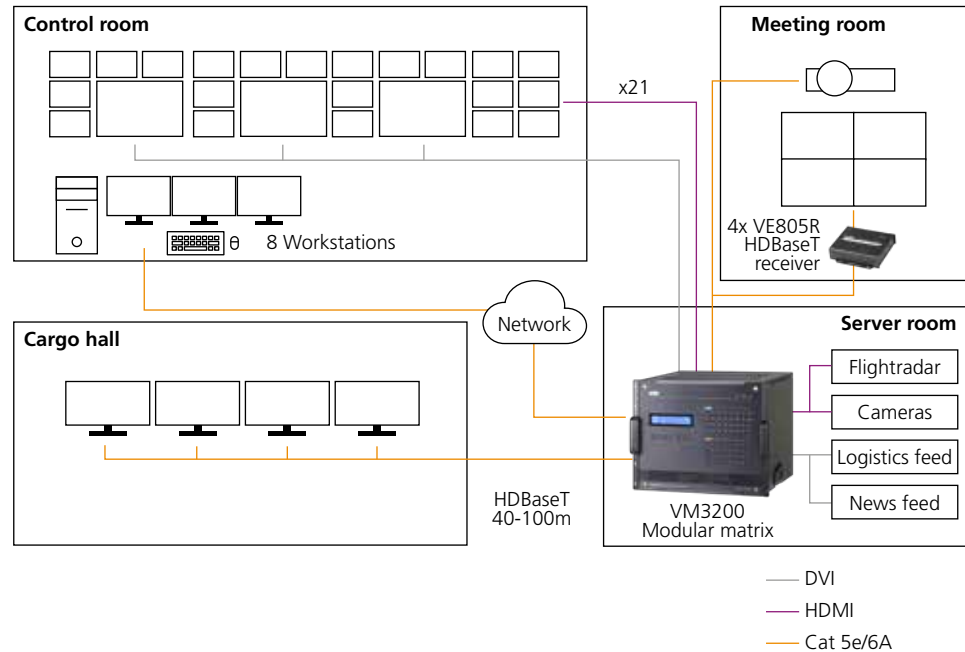 Control room
Meeting room
x21
8 Workstations
4x VE805R
HDBaseT
receiver
Network
Cargo hall
Server room
Flightradar
Cameras
Logistics feed
News feed
HDBaseT
40-100m
VM3200
Modular matrix
DVI
HDMI
Cat 5e/6A